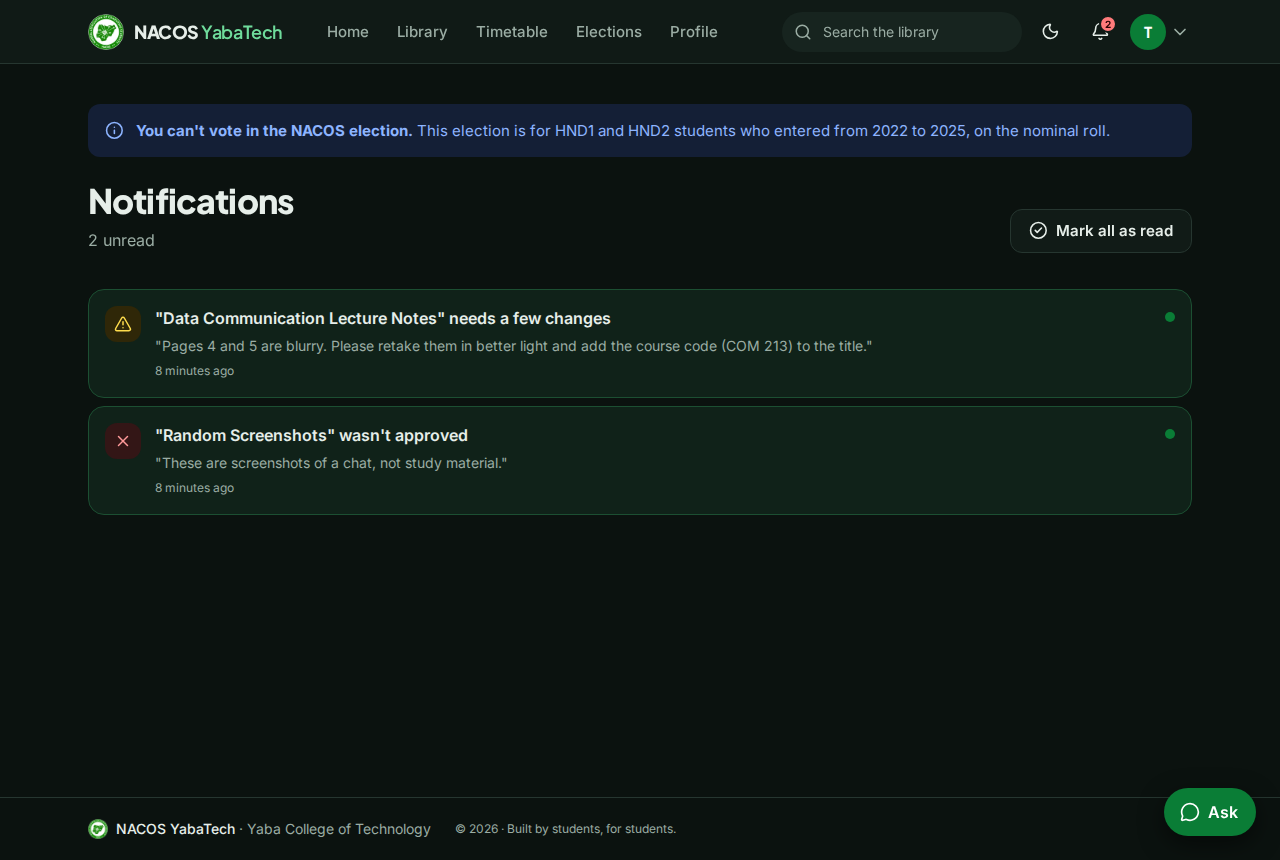 NACOS YabaTech
Home
Library
Timetable
Elections
Profile
Search the library
2
T
You can't vote in the NACOS election. This election is for HND1 and HND2 students who entered from 2022 to 2025, on the nominal roll.
Notifications
2 unread
Mark all as read
"Data Communication Lecture Notes" needs a few changes
"Pages 4 and 5 are blurry. Please retake them in better light and add the course code (COM 213) to the title."
8 minutes ago
"Random Screenshots" wasn't approved
"These are screenshots of a chat, not study material."
8 minutes ago
NACOS YabaTech · Yaba College of Technology
© 2026 · Built by students, for students.
Ask